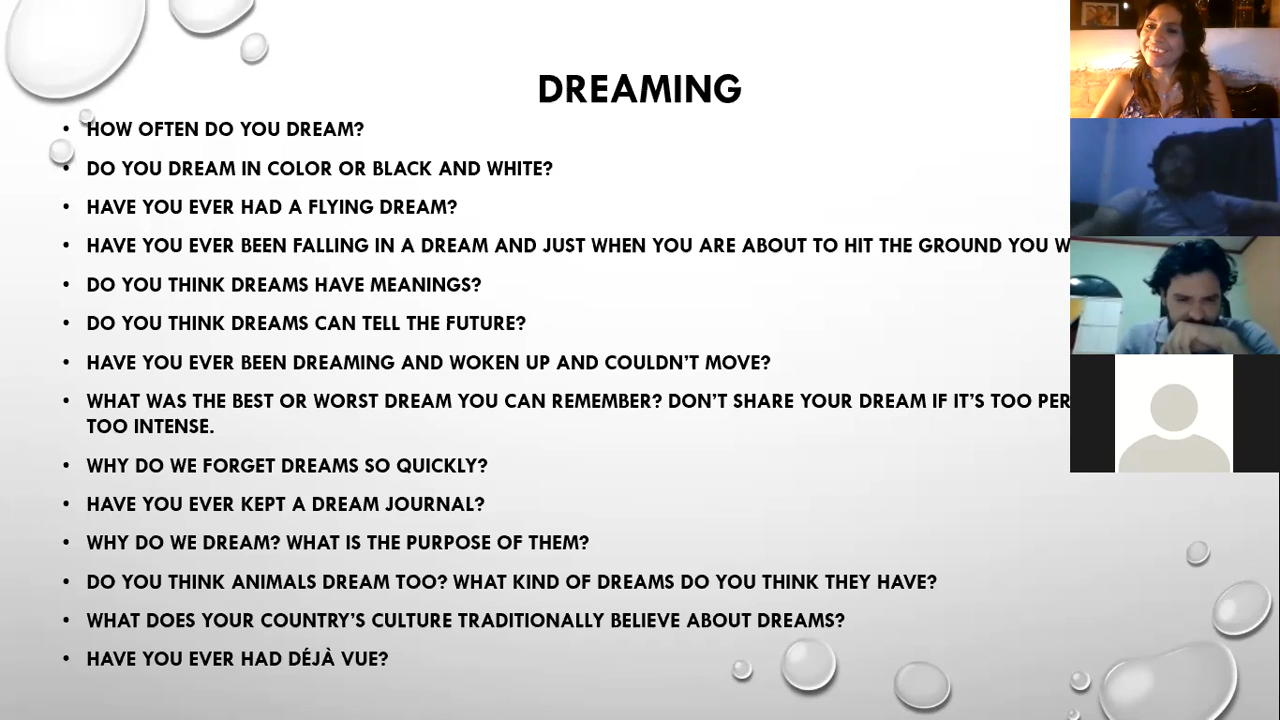 DREAMING
• HOW OFTEN DO YOU DREAM?
• DO YOU DREAM IN COLOR OR BLACK AND WHITE?
• HAVE YOU EVER HAD A FLYING DREAM?
• HAVE YOU EVER BEEN FALLING IN A DREAM AND JUST WHEN YOU ARE ABOUT TO HIT THE GROUND YOU
• DO YOU THINK DREAMS HAVE MEANINGS?
• DO YOU THINK DREAMS CAN TELL THE FUTURE?
• HAVE YOU EVER BEEN DREAMING AND WOKEN UP AND COULDN'T MOVE?
• WHAT WAS THE BEST OR WORST DREAM YOU CAN REMEMBER? DON'T SHARE YOUR DREAM IF IT'S TOO
TOO INTENSE.
• WHY DO WE FORGET DREAMS SO QUICKLY?
• HAVE YOU EVER KEPT A DREAM JOURNAL?
• WHY DO WE DREAM? WHAT IS THE PURPOSE OF THEM?
• DO YOU THINK ANIMALS DREAM TOO? WHAT KIND OF DREAMS DO YOU THINK THEY HAVE?
• WHAT DOES YOUR COUNTRY'S CULTURE TRADITIONALLY BELIEVE ABOUT DREAMS?
• HAVE YOU EVER HAD DÉJÀ VUE?